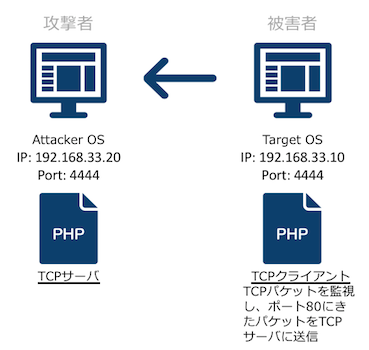 攻撃者
被害者
Attacker OS
IP: 192.168.33.20
Port: 4444
Target OS
IP: 192.168.33.10
Port: 4444
PHP
PHP
TCPサーバ
TCPクライアント
TCPパケットを監視
し、ポート80にき
たパケットをTCP
サーバに送信